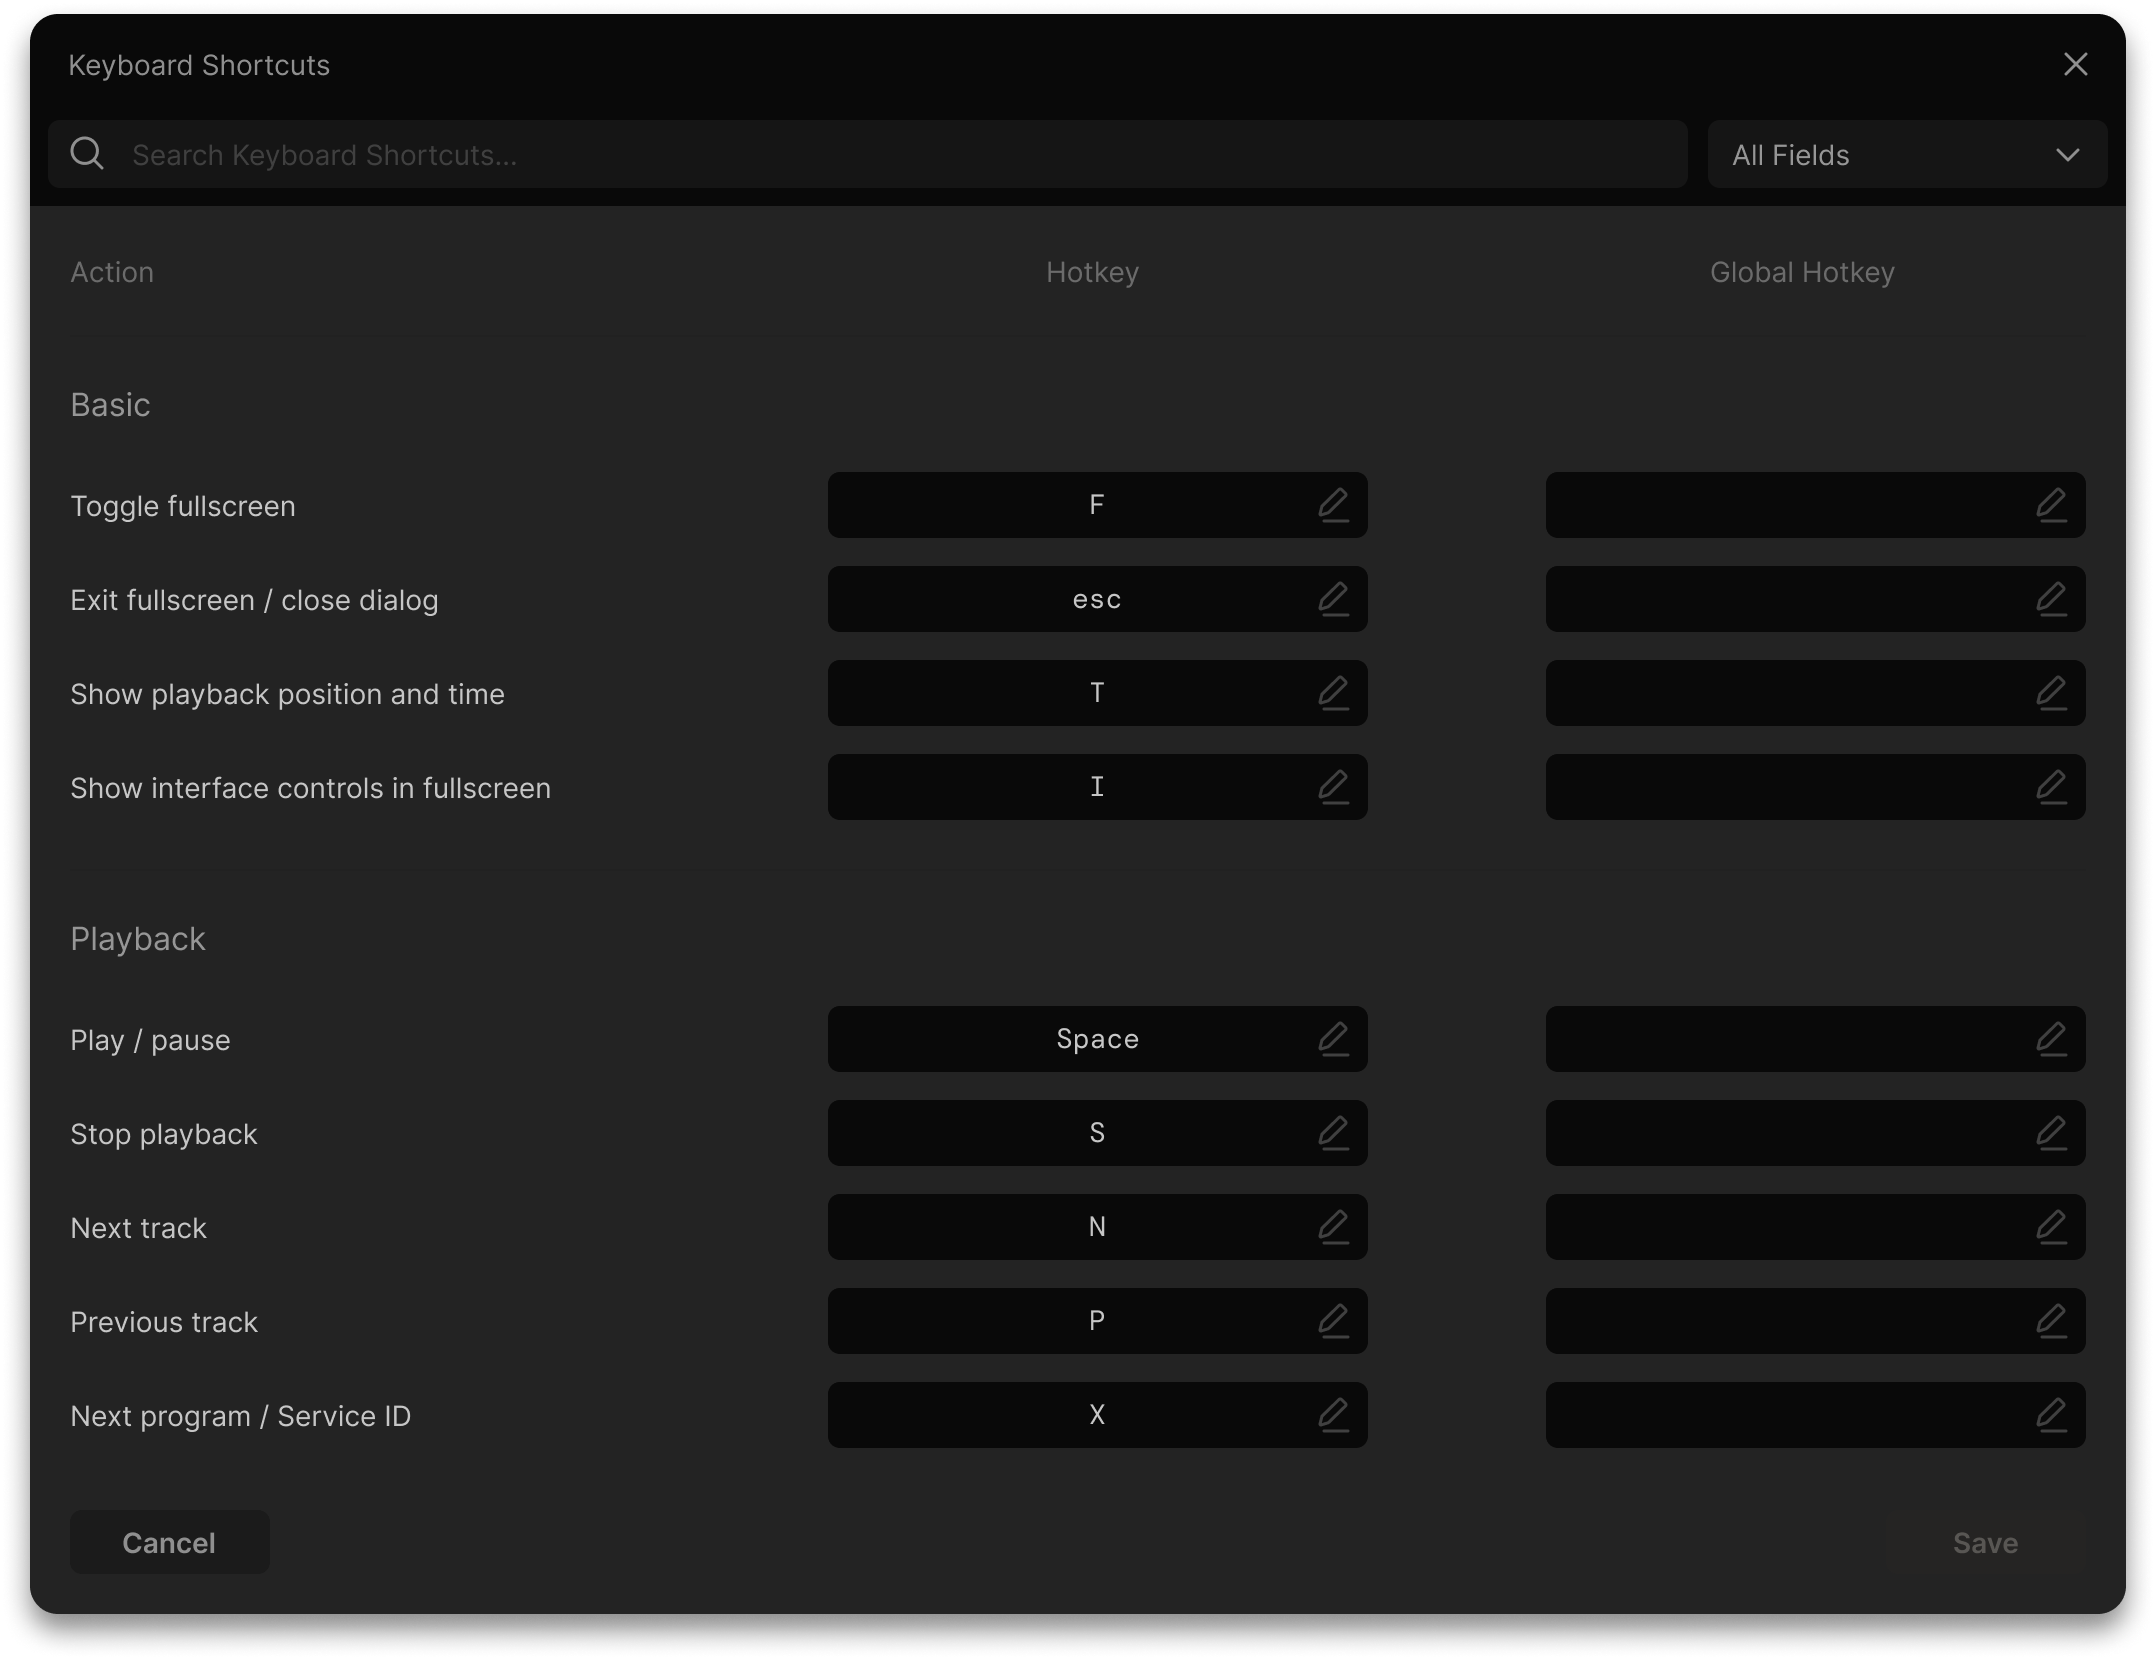 Keyboard Shortcuts
Search Keyboard Shortcuts...
All Fields
Action Hotkey Global Hotkey
Basic
Toggle fullscreen F
Exit fullscreen / close dialog esc
Show playback position and time T
Show interface controls in fullscreen I
Playback
Play / pause Space
Stop playback S
Next track N
Previous track P
Next program / Service ID X
Cancel Save